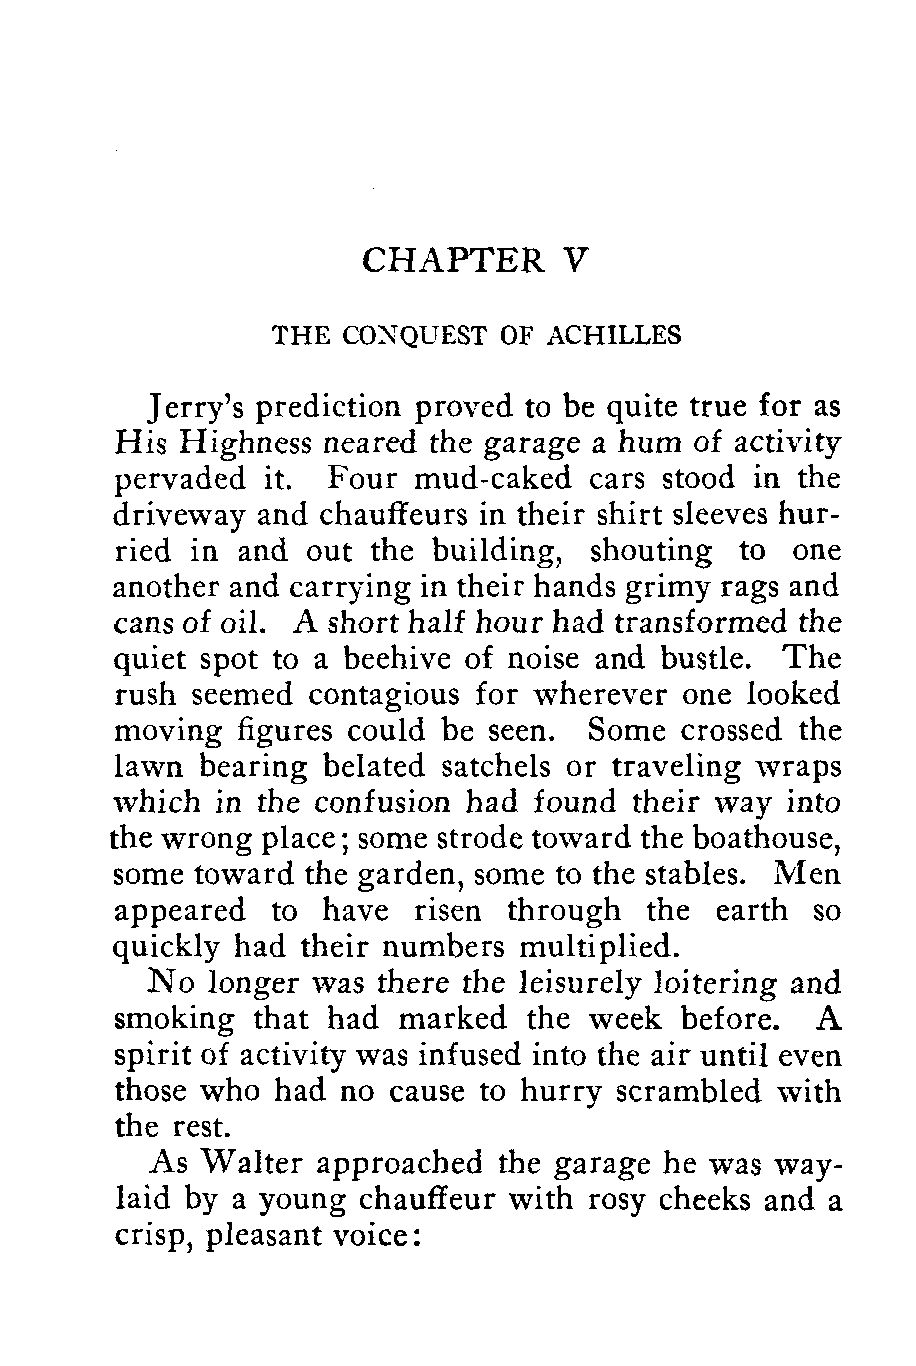 CHAPTER V
THE CONQUEST OF ACHILLES
Jerry's prediction proved to be quite true for as
His Highness neared the garage a hum of activity
pervaded it. Four mud-caked cars stood in the
driveway and chauffeurs in their shirt sleeves hur-
ried in and out the building, shouting to one
another and carrying in their hands grimy rags and
cans of oil. A short half hour had transformed the
quiet spot to a beehive of noise and bustle. The
rush seemed contagious for wherever one looked
moving figures could be seen. Some crossed the
lawn bearing belated satchels or traveling wraps
which in the confusion had found their way into
the wrong place; some strode toward the boathouse,
some toward the garden, some to the stables. Men
appeared to have risen through the earth so
quickly had their numbers multiplied.
No longer was there the leisurely loitering and
smoking that had marked the week before. A
spirit of activity was infused into the air until even
those who had no cause to hurry scrambled with
the rest.
As Walter approached the garage he was way-
laid by a young chauffeur with rosy cheeks and a
crisp, pleasant voice: